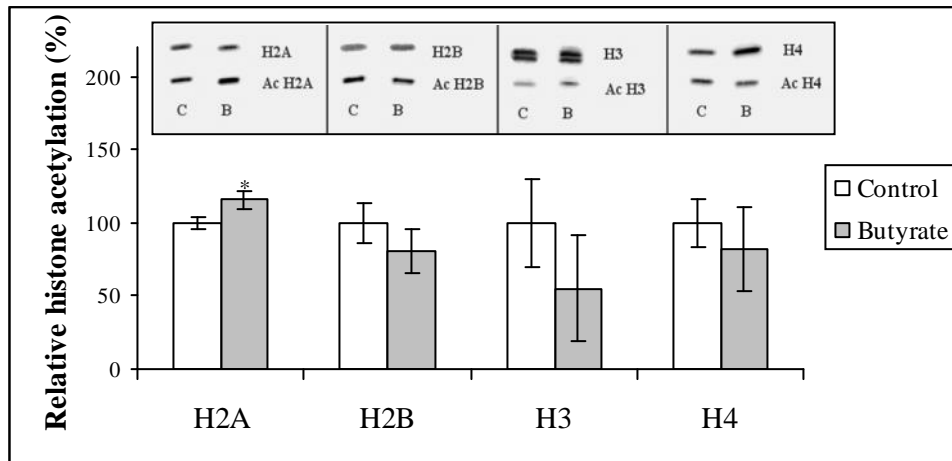 Relative histone acetylation (%)
200
150
100
50
0
H2A
Ac H2A
C B
H2B
Ac H2B
C B
H3
Ac H3
C B
H4
Ac H4
C B
*
Control
Butyrate
H2A H2B H3 H4